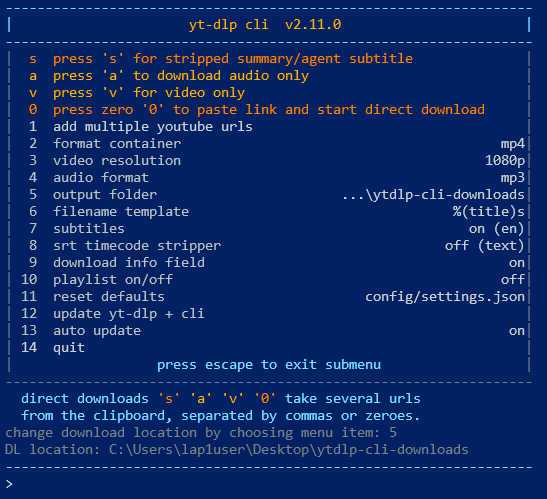 yt-dlp cli  v2.11.0
s  press 's' for stripped summary/agent subtitle
a  press 'a' to download audio only
v  press 'v' for video only
0  press zero '0' to paste link and start direct download
1  add multiple youtube urls
2  format container  mp4
3  video resolution  1080p
4  audio format  mp3
5  output folder  ...\ytdlp-cli-downloads
6  filename template  %(title)s
7  subtitles  on (en)
8  srt timecode stripper  off (text)
9  download info field  on
10  playlist on/off  off
11  reset defaults  config/settings.json
12  update yt-dlp + cli
13  auto update  on
14  quit
press escape to exit submenu
direct downloads 's' 'a' 'v' '0' take several urls
from the clipboard, separated by commas or zeroes.
change download location by choosing menu item: 5
DL location: C:\Users\lap1user\Desktop\ytdlp-cli-downloads
>